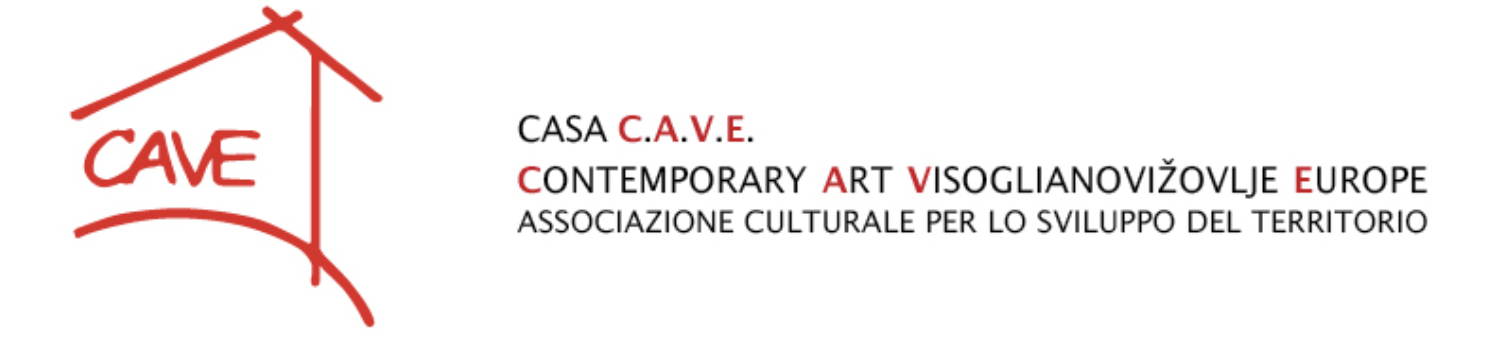 CAVE
CASA C.A.V.E.
CONTEMPORARY ART VISOGLIANOVIŽOVLJE EUROPE
ASSOCIAZIONE CULTURALE PER LO SVILUPPO DEL TERRITORIO